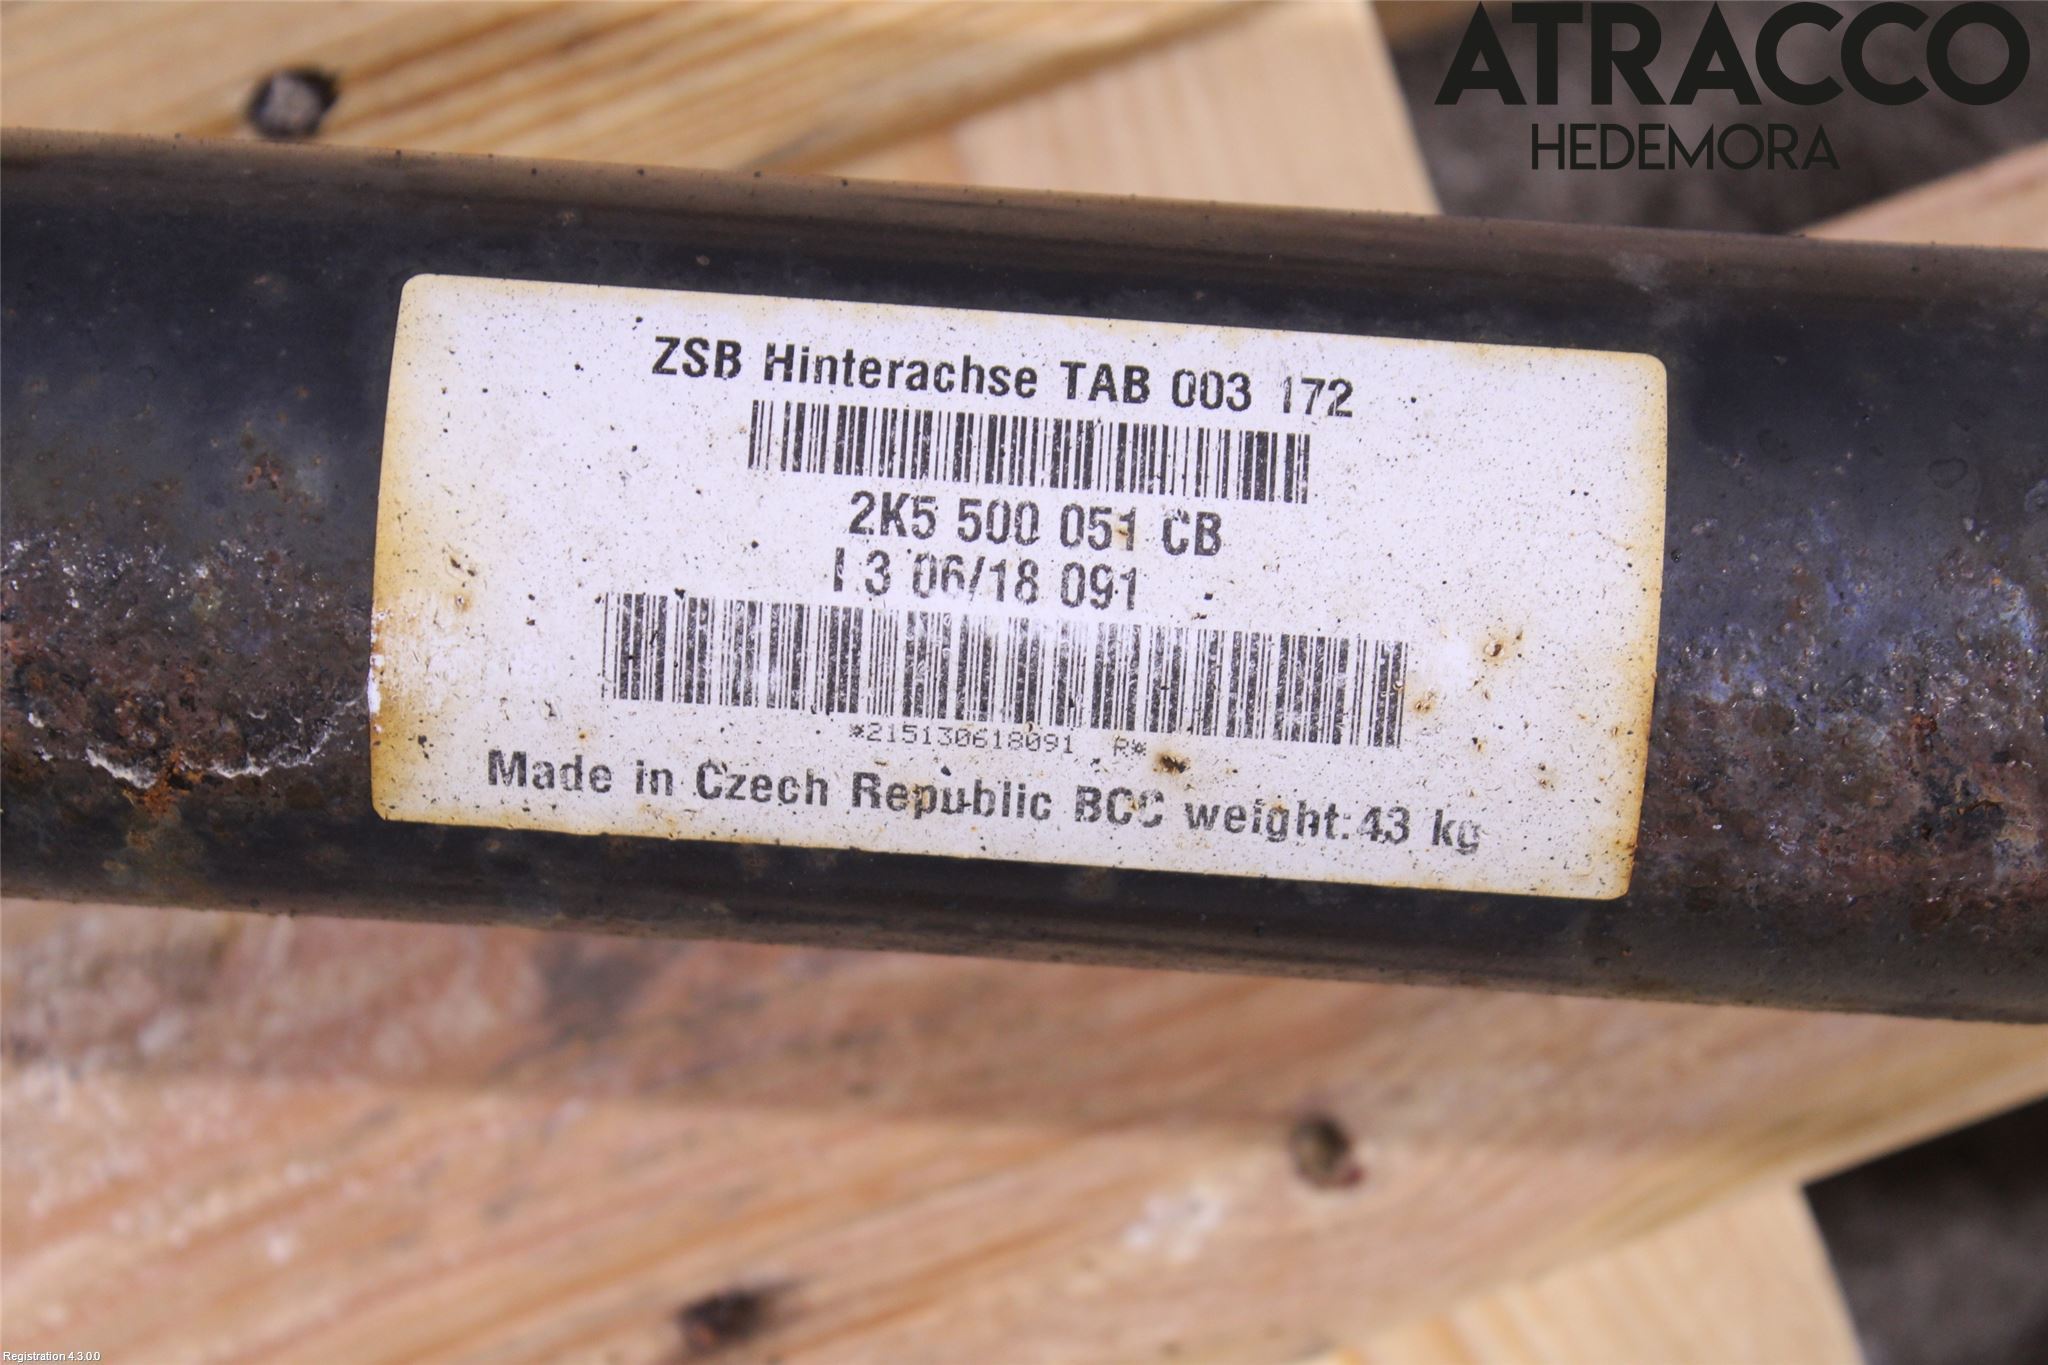 ATRACCO
HEDEMORA
ZSB Hinterachse TAB 003 172
2K5 500 051 CB
I 3 06/18 091
*215130618091 R*
Made in Czech Republic BCC weight:43 kg
Registration 4.3.0.0